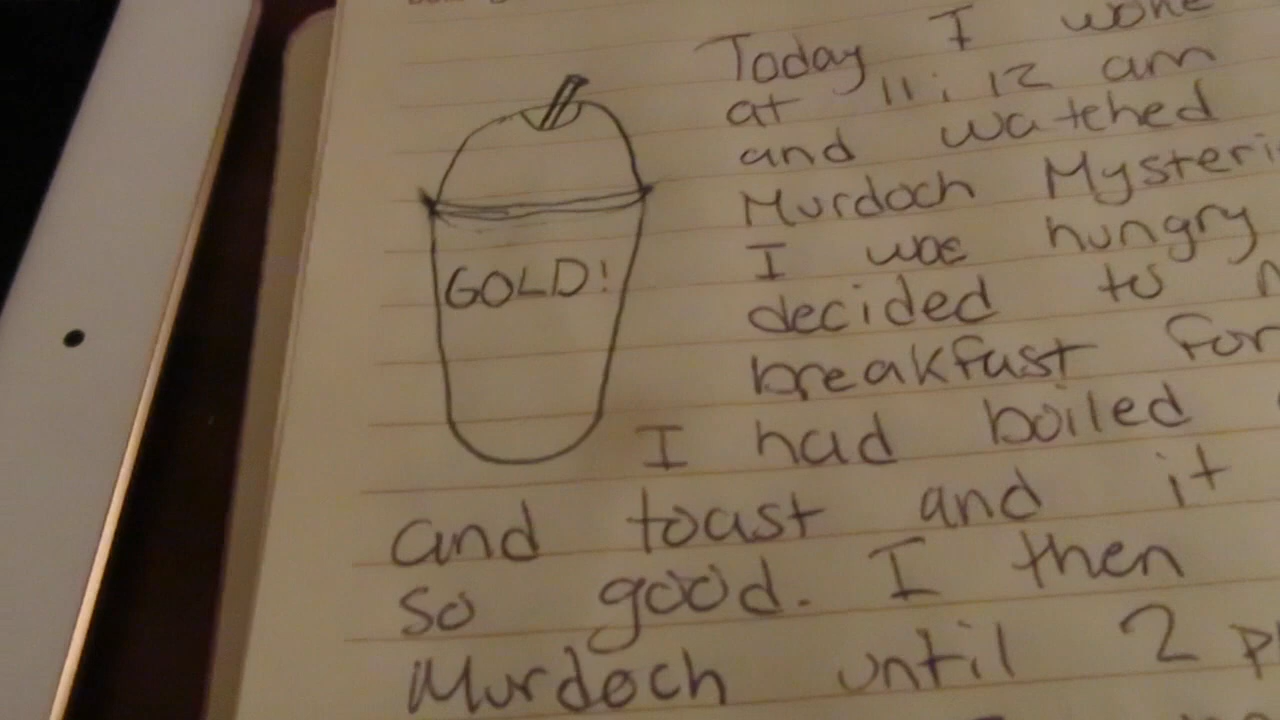 Today I woke
at 11:12 am
and watched
Murdoch Mysteri
I was hungry
GOLD!
decided to
breakfast for
I had boiled
and toast and it
so good. I then
Murdoch until 2 p